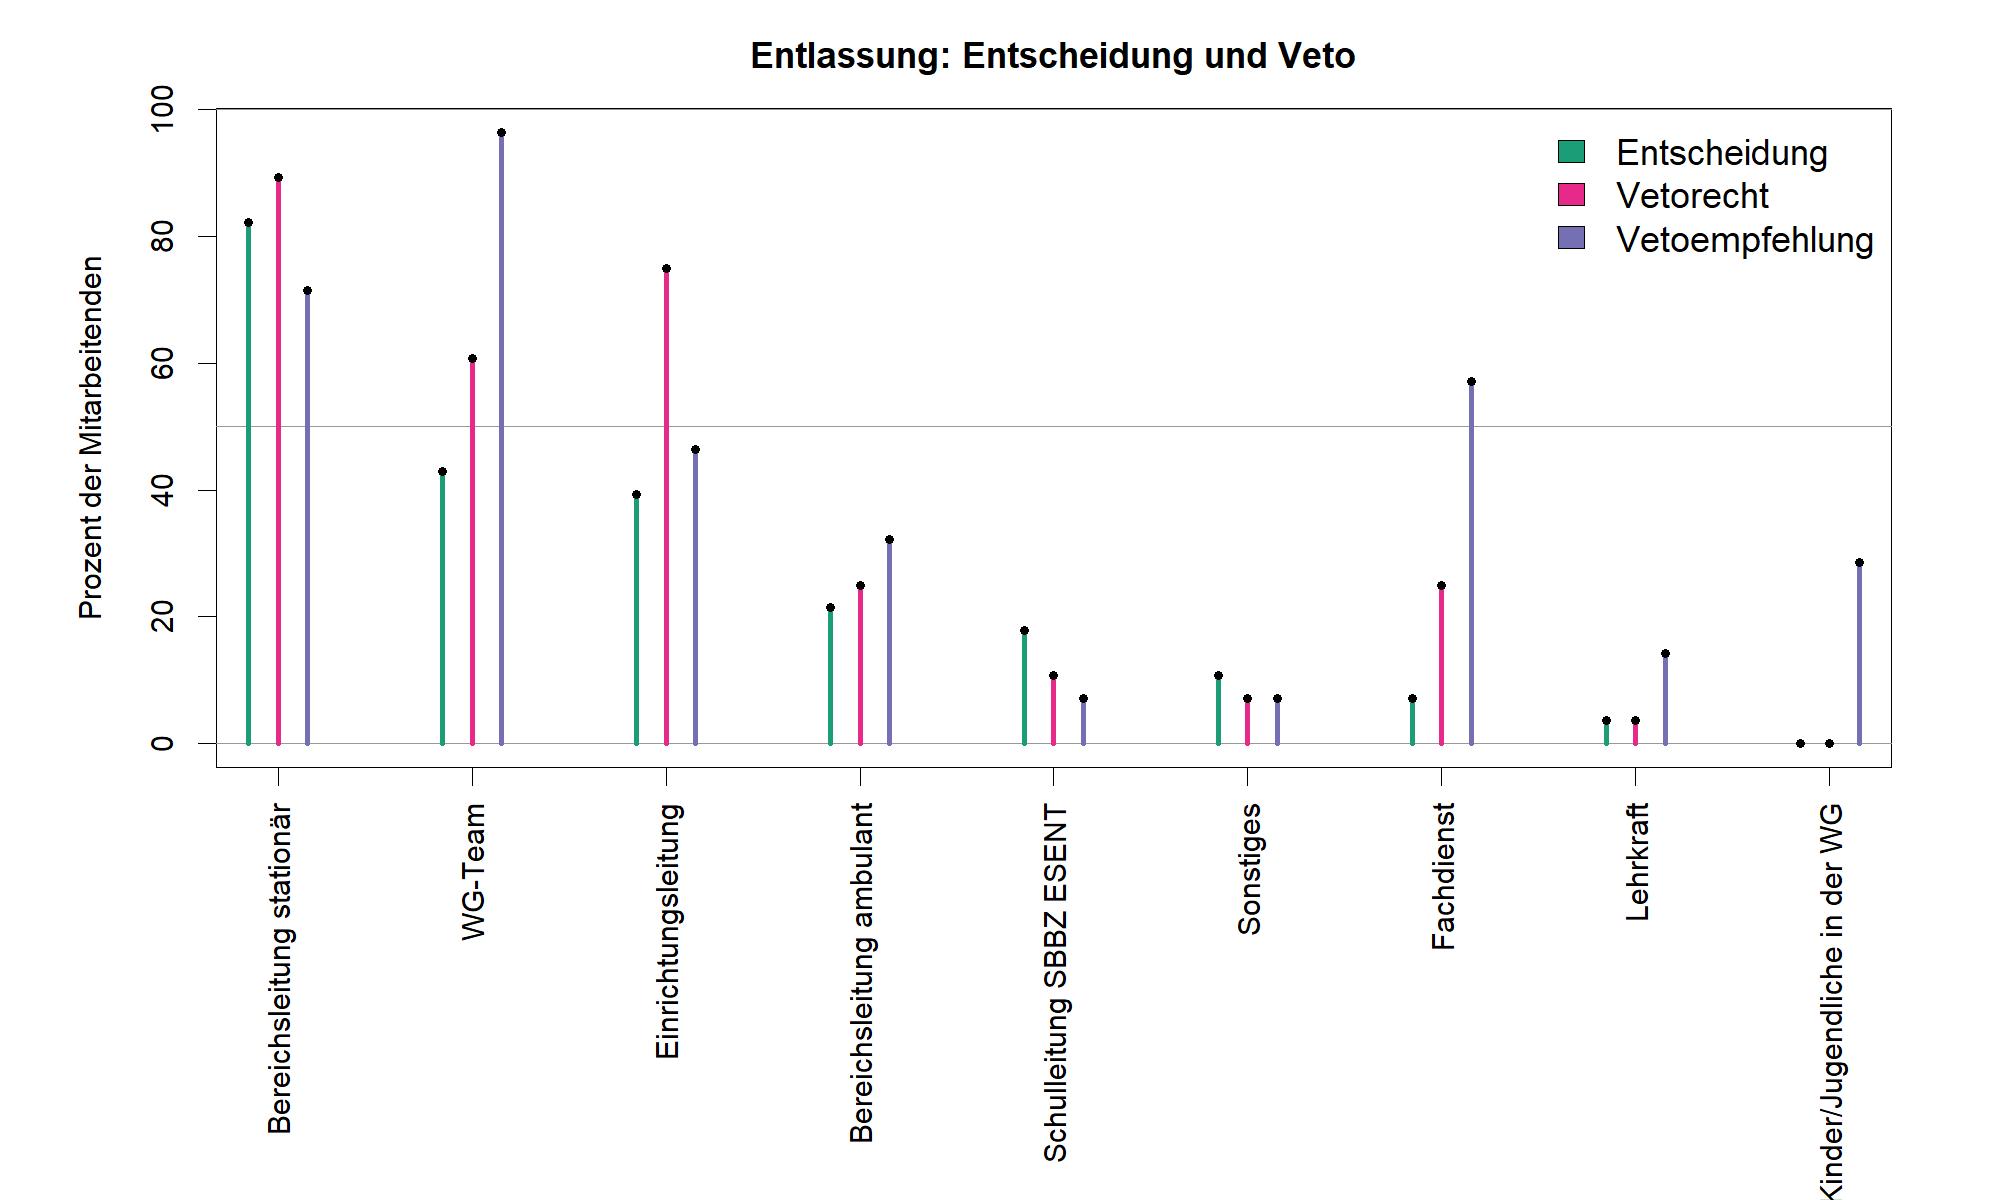 Entlassung: Entscheidung und Veto
Prozent der Mitarbeitenden
100
80
60
40
20
0
Entscheidung
Vetorecht
Vetoempfehlung
Bereichsleitung stationär
WG-Team
Einrichtungsleitung
Bereichsleitung ambulant
Schulleitung SBBZ ESENT
Sonstiges
Fachdienst
Lehrkraft
Kinder/Jugendliche in der WG